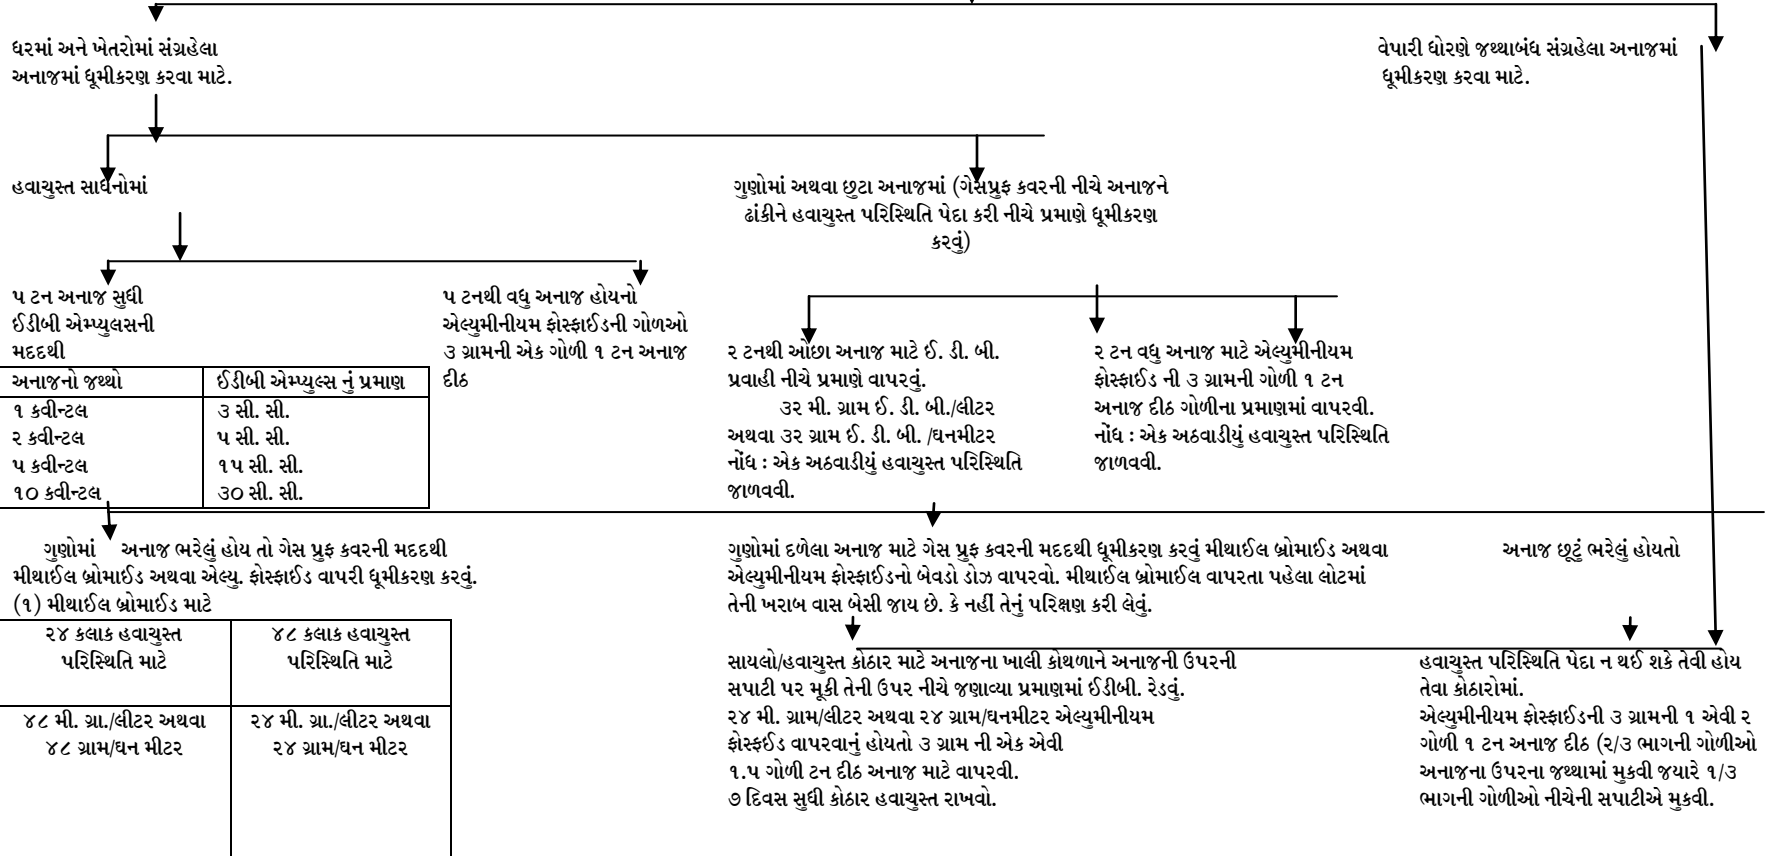 ઘરમાં અને ખેતરોમાં સંગ્રહેલા
અનાજમાં ધૂમીકરણ કરવા માટે.
વેપારી ધોરણે જથ્થાબંધ સંગ્રહેલા અનાજમાં
ધૂમીકરણ કરવા માટે.
હવાચુસ્ત સાધનોમાં
ગુણોમાં અથવા છુટા અનાજમાં (ગેસપ્રુફ કવરની નીચે અનાજને
ઢાંકીને હવાચુસ્ત પરિસ્થિતિ પેદા કરી નીચે પ્રમાણે ધૂમીકરણ
કરવું)
૫ ટન અનાજ સુધી
ઈડીબી એમ્પ્યુલસની
મદદથી
૫ ટનથી વધુ અનાજ હોયનો
એલ્યુમીનીયમ ફોસ્ફાઈડની ગોળઓ
૩ ગ્રામની એક ગોળી ૧ ટન અનાજ
દીઠ
૨ ટનથી ઓછા અનાજ માટે ઈ. ડી. બી.
પ્રવાહી નીચે પ્રમાણે વાપરવું.
૩૨ મી. ગ્રામ ઈ. ડી. બી./લીટર
અથવા ૩૨ ગ્રામ ઈ. ડી. બી. /ઘનમીટર
નોંધ : એક અઠવાડીયું હવાચુસ્ત પરિસ્થિતિ
જાળવવી.
૨ ટન વધુ અનાજ માટે એલ્યુમીનીયમ
ફોસ્ફાઈડ ની ૩ ગ્રામની ગોળી ૧ ટન
અનાજ દીઠ ગોળીના પ્રમાણમાં વાપરવી.
નોંધ : એક અઠવાડીયું હવાચુસ્ત પરિસ્થિતિ
જાળવવી.
અનાજનો જથ્થો ઈડીબી એમ્પ્યુલ્સ નું પ્રમાણ
૧ કવીન્ટલ ૩ સી. સી.
૨ કવીન્ટલ ૫ સી. સી.
૫ કવીન્ટલ ૧૫ સી. સી.
૧૦ કવીન્ટલ ૩૦ સી. સી.
ગુણોમાં અનાજ ભરેલું હોય તો ગેસ પ્રુફ કવરની મદદથી
મીથાઈલ બ્રોમાઈડ અથવા એલ્યુ. ફોસ્ફાઈડ વાપરી ધૂમીકરણ કરવું.
(૧) મીથાઈલ બ્રોમાઈડ માટે
૨૪ કલાક હવાચુસ્ત
પરિસ્થિતિ માટે
૪૮ કલાક હવાચુસ્ત
પરિસ્થિતિ માટે
૪૮ મી. ગ્રા./લીટર અથવા
૪૮ ગ્રામ/ઘન મીટર
૨૪ મી. ગ્રા./લીટર અથવા
૨૪ ગ્રામ/ઘન મીટર
ગુણોમાં દળેલા અનાજ માટે ગેસ પ્રુફ કવરની મદદથી ધૂમીકરણ કરવું મીથાઈલ બ્રોમાઈડ અથવા
એલ્યુમીનીયમ ફોસ્ફાઈડનો બેવડો ડોઝ વાપરવો. મીથાઈલ બ્રોમાઈલ વાપરતા પહેલા લોટમાં
તેની ખરાબ વાસ બેસી જાય છે. કે નહીં તેનું પરિક્ષણ કરી લેવું.
અનાજ છૂટું ભરેલું હોયતો
સાયલો/હવાચુસ્ત કોઠાર માટે અનાજના ખાલી કોથળાને અનાજની ઉપરની
સપાટી પર મૂકી તેની ઉપર નીચે જણાવ્યા પ્રમાણમાં ઈડીબી. રેડવું.
૨૪ મી. ગ્રામ/લીટર અથવા ૨૪ ગ્રામ/ઘનમીટર એલ્યુમીનીયમ
ફોસ્ફઈડ વાપરવાનું હોયતો ૩ ગ્રામ ની એક એવી
૧.૫ ગોળી ટન દીઠ અનાજ માટે વાપરવી.
૭ દિવસ સુધી કોઠાર હવાચુસ્ત રાખવો.
હવાચુસ્ત પરિસ્થિતિ પેદા ન થઈ શકે તેવી હોય
તેવા કોઠારોમાં.
એલ્યુમીનીયમ ફોસ્ફાઈડની ૩ ગ્રામની ૧ એવી ૨
ગોળી ૧ ટન અનાજ દીઠ (૨/૩ ભાગની ગોળીઓ
અનાજના ઉપરના જથ્થામાં મુકવી જયારે ૧/૩
ભાગની ગોળીઓ નીચેની સપાટીએ મુકવી.